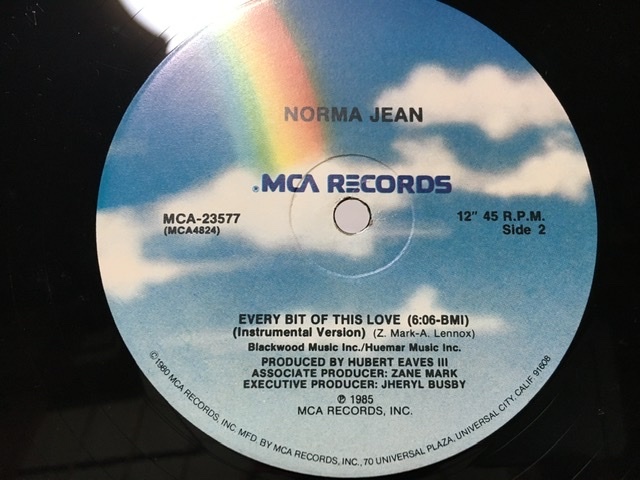 NORMA JEAN
® MCA RECORDS
MCA-23577
(MCA4824)
12" 45 R.P.M.
Side 2
EVERY BIT OF THIS LOVE (6:06-BMI)
(Instrumental Version) (Z. Mark-A. Lennox)
Blackwood Music Inc./Huemar Music Inc.
PRODUCED BY HUBERT EAVES III
ASSOCIATE PRODUCER: ZANE MARK
EXECUTIVE PRODUCER: JHERYL BUSBY
℗ 1985
MCA RECORDS, INC.
©1980 MCA RECORDS, INC. MFD. BY MCA RECORDS, INC., 70 UNIVERSAL PLAZA, UNIVERSAL CITY, CALIF. 91608